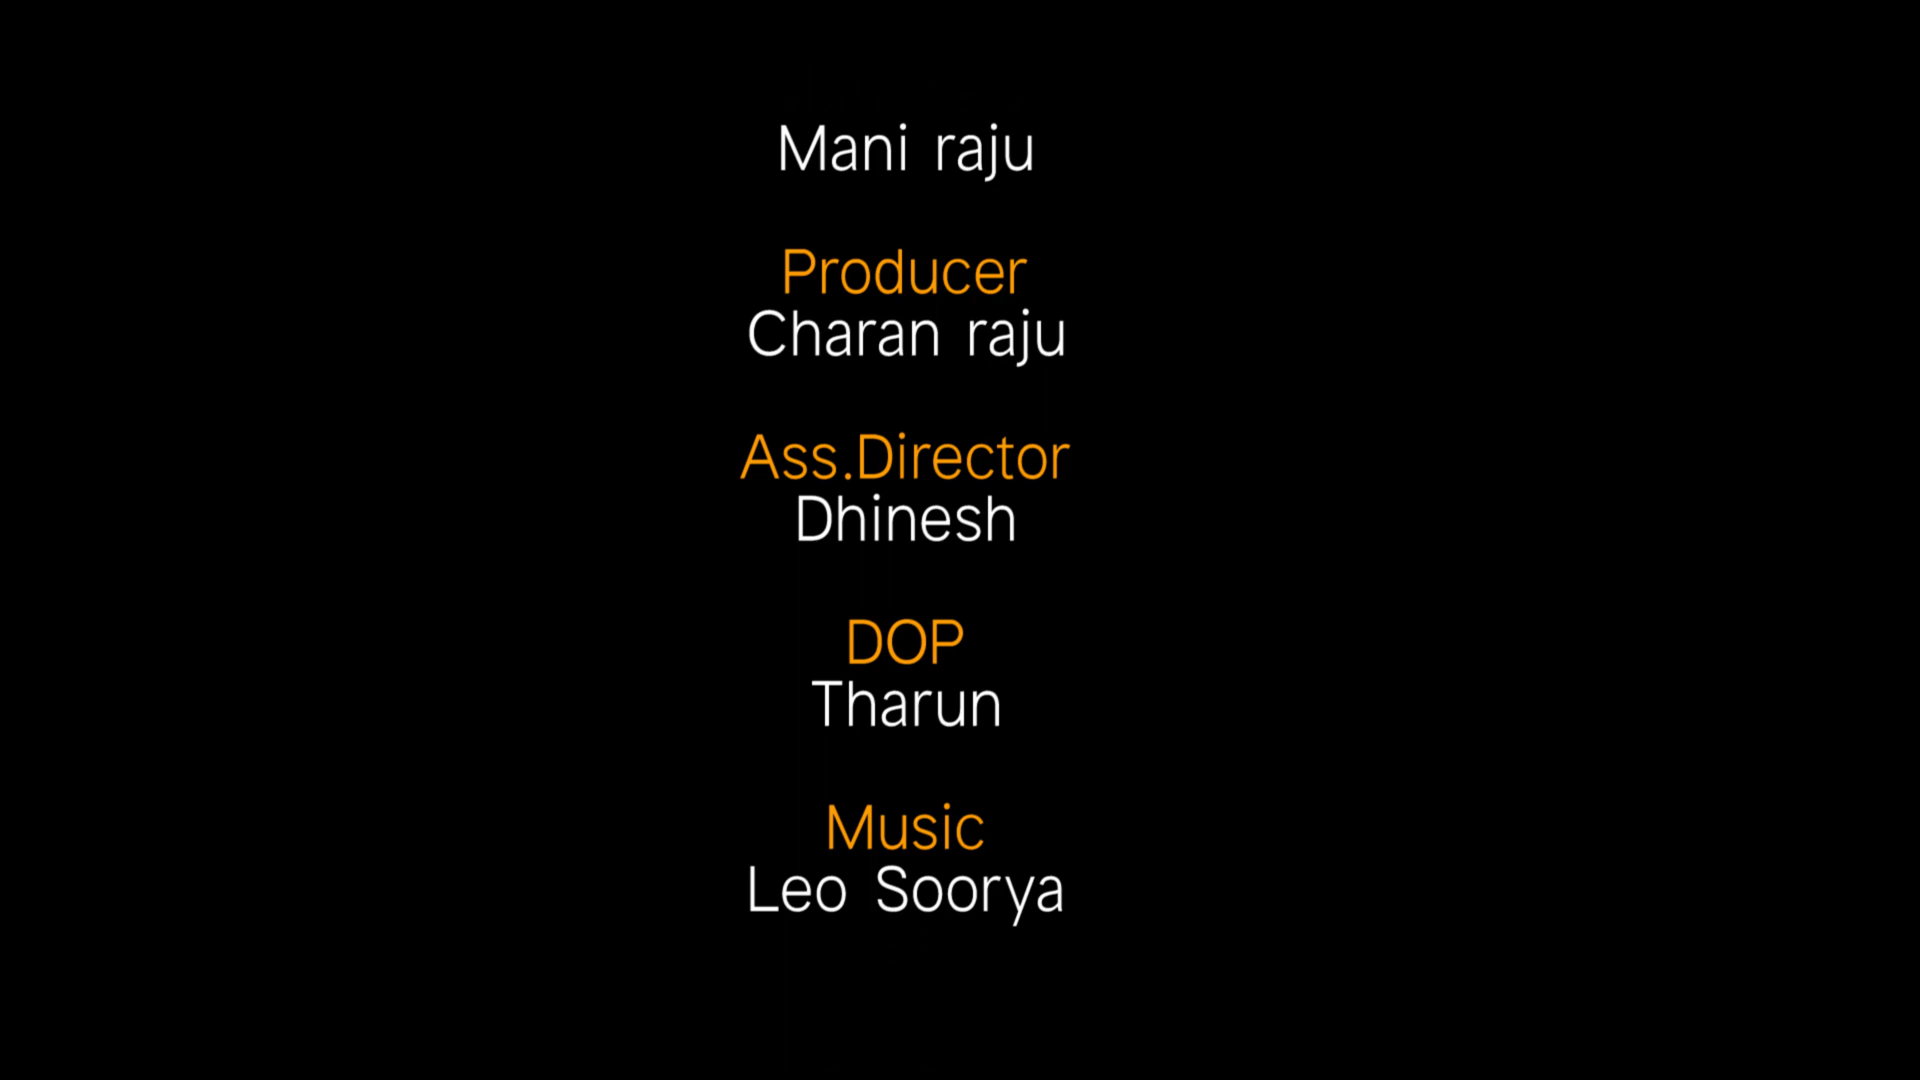 Mani raju
Producer
Charan raju
Ass.Director
Dhinesh
DOP
Tharun
Music
Leo Soorya